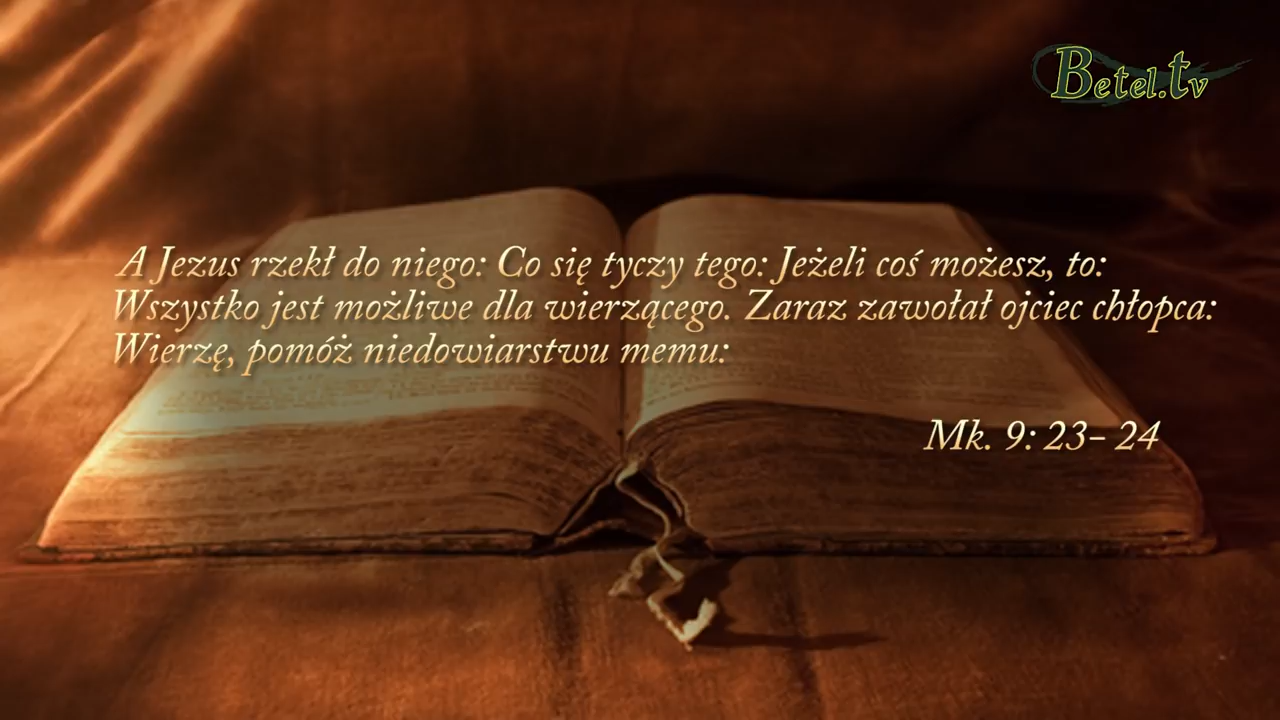 Betel.tv
A Jezus rzekł do niego: Co się tyczy tego: Jeżeli coś możesz, to:
Wszystko jest możliwe dla wierzącego. Zaraz zawołał ojciec chłopca:
Wierzę, pomóż niedowiarstwu memu:
Mk. 9: 23– 24